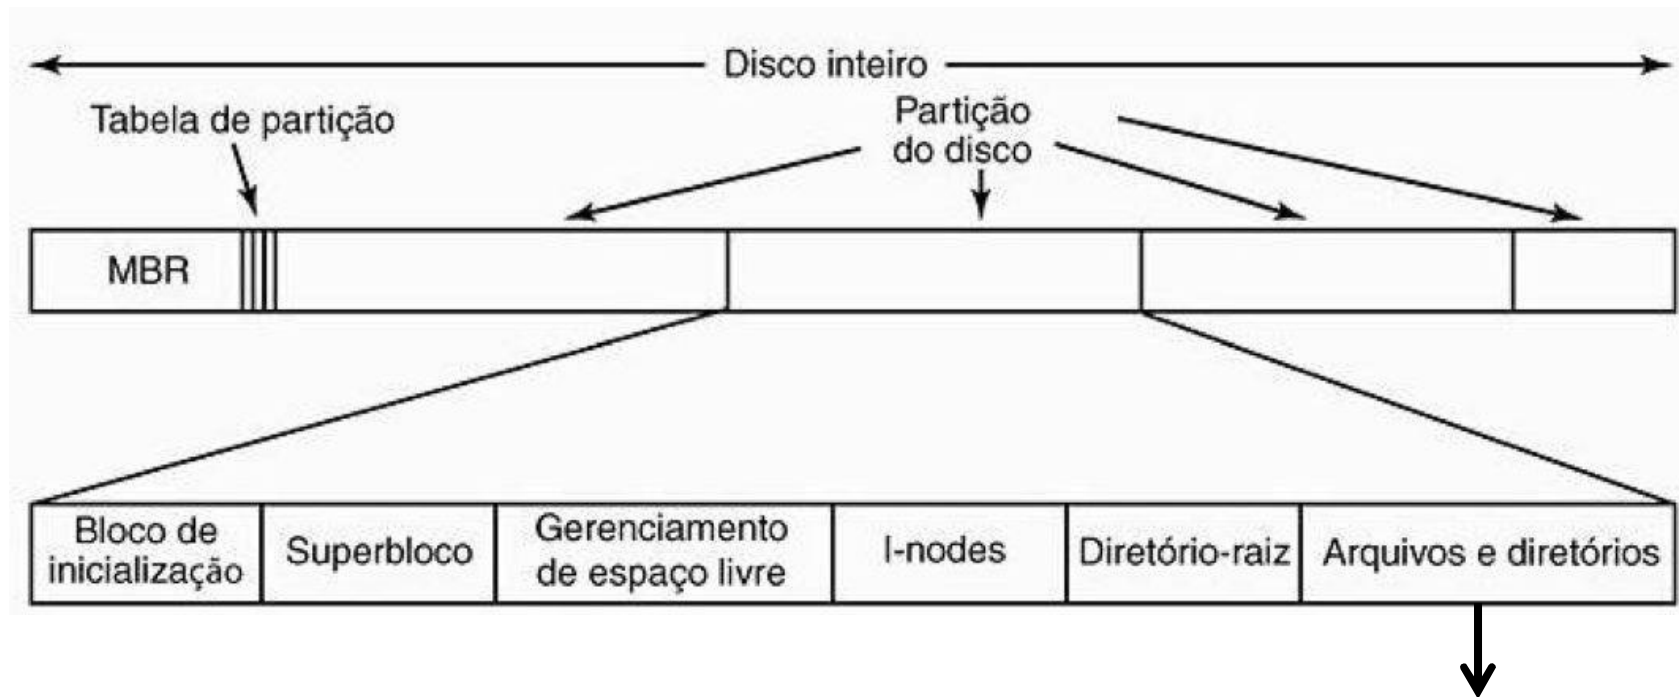 Disco inteiro
Tabela de partição
Partição
do disco
MBR
Bloco de
inicialização
Superbloco
Gerenciamento
de espaço livre
I-nodes
Diretório-raiz
Arquivos e diretórios